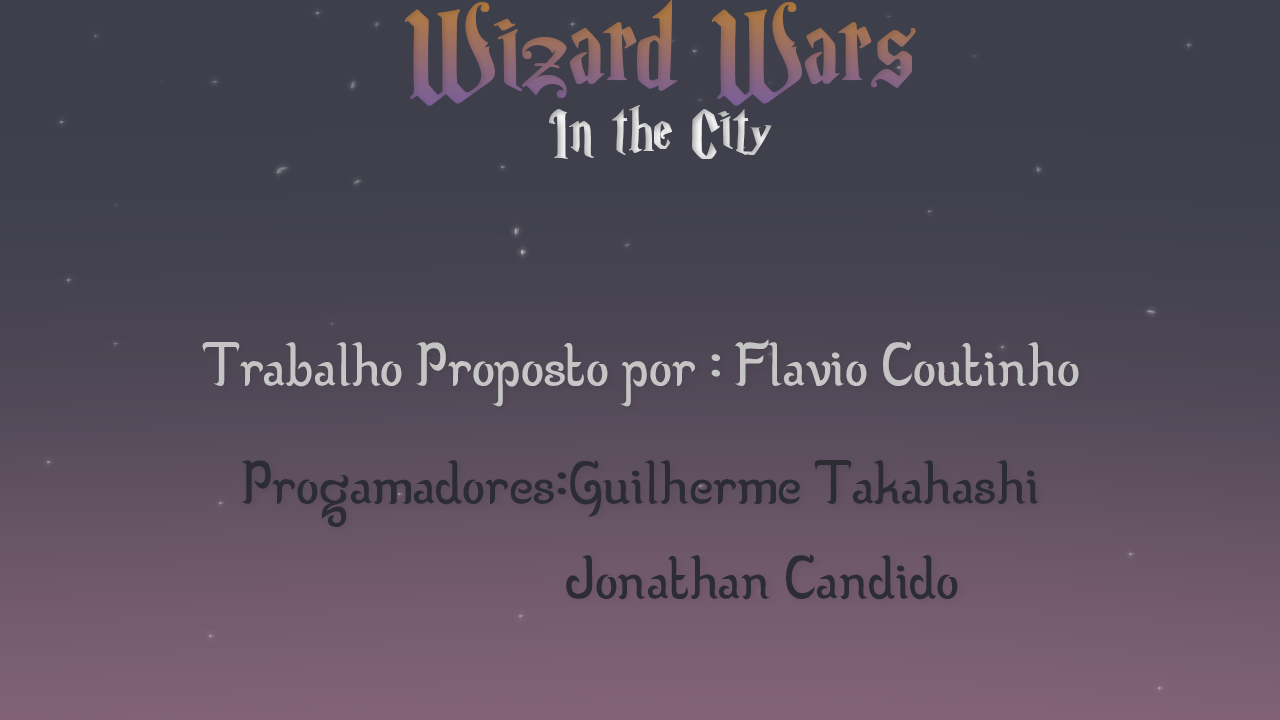 Wizard Wars
In the City
Trabalho Proposto por : Flavio Coutinho
Progamadores:Guilherme Takahashi
Jonathan Candido